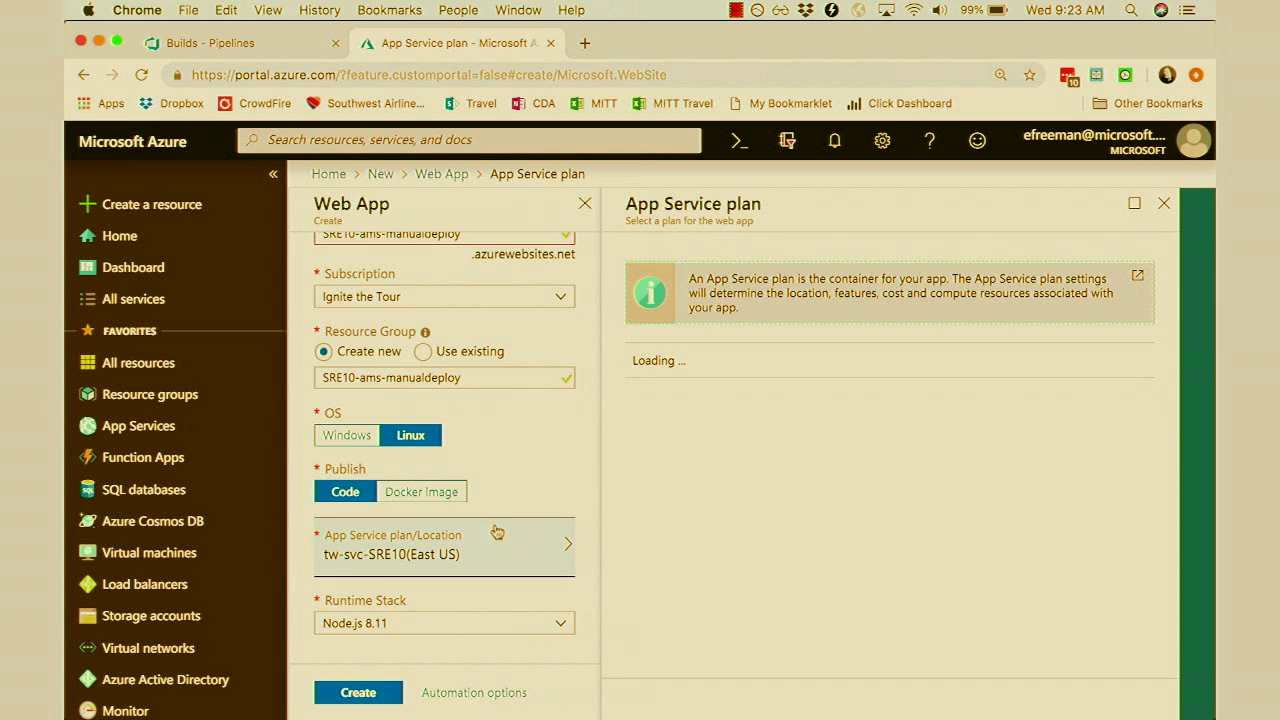 Chrome File Edit View History Bookmarks People Window Help 99% Wed 9:23 AM
Builds - Pipelines App Service plan - Microsoft A
https://portal.azure.com/?feature.customportal=false#create/Microsoft.WebSite 10
Apps Dropbox CrowdFire Southwest Airline... Travel CDA MITT MITT Travel My Bookmarklet Click Dashboard Other Bookmarks
Microsoft Azure Search resources, services, and docs efreeman@microsoft....
MICROSOFT
Home > New > Web App > App Service plan
Create a resource
Home
Dashboard
All services
FAVORITES
All resources
Resource groups
App Services
Function Apps
SQL databases
Azure Cosmos DB
Virtual machines
Load balancers
Storage accounts
Virtual networks
Azure Active Directory
Monitor
Web App
Create
SRE10-ams-manualdeploy
.azurewebsites.net
* Subscription
Ignite the Tour
* Resource Group
Create new Use existing
SRE10-ams-manualdeploy
* OS
Windows Linux
* Publish
Code Docker Image
* App Service plan/Location
tw-svc-SRE10(East US)
* Runtime Stack
Node.js 8.11
Create Automation options
App Service plan
Select a plan for the web app
An App Service plan is the container for your app. The App Service plan settings
will determine the location, features, cost and compute resources associated with
your app.
Loading ...